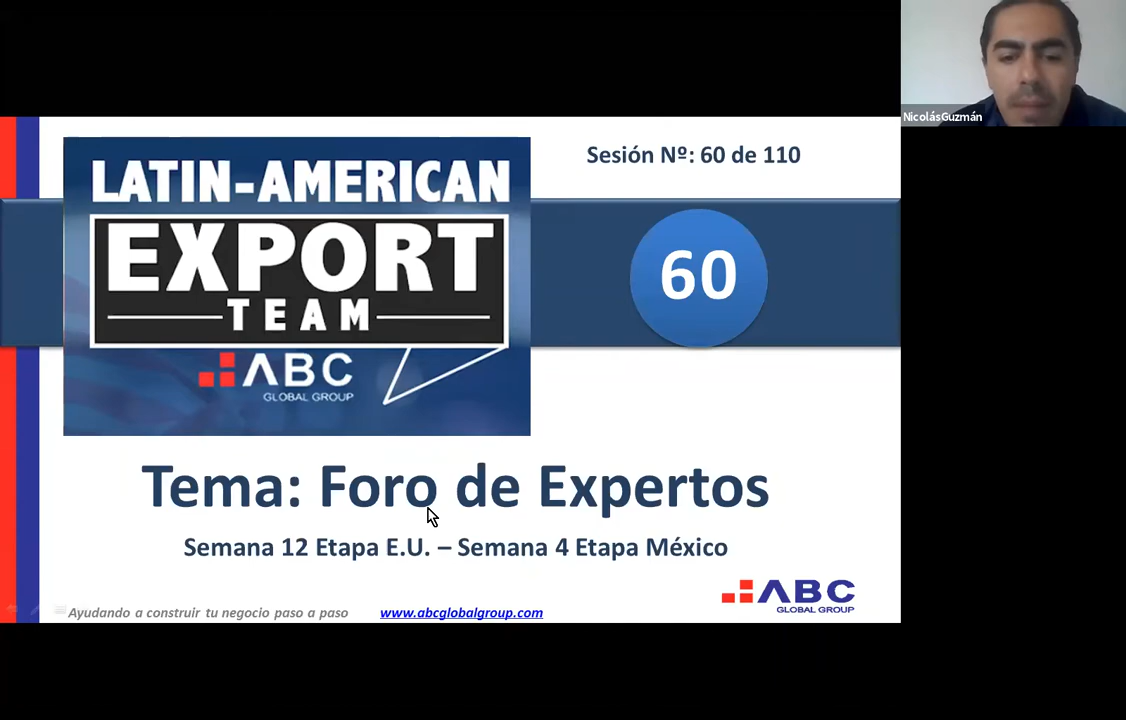 NicolásGuzmán
Sesión Nº: 60 de 110
LATIN-AMERICAN
EXPORT
TEAM
ABC
GLOBAL GROUP
60
Tema: Foro de Expertos
Semana 12 Etapa E.U. – Semana 4 Etapa México
Ayudando a construir tu negocio paso a paso
www.abcglobalgroup.com
ABC
GLOBAL GROUP